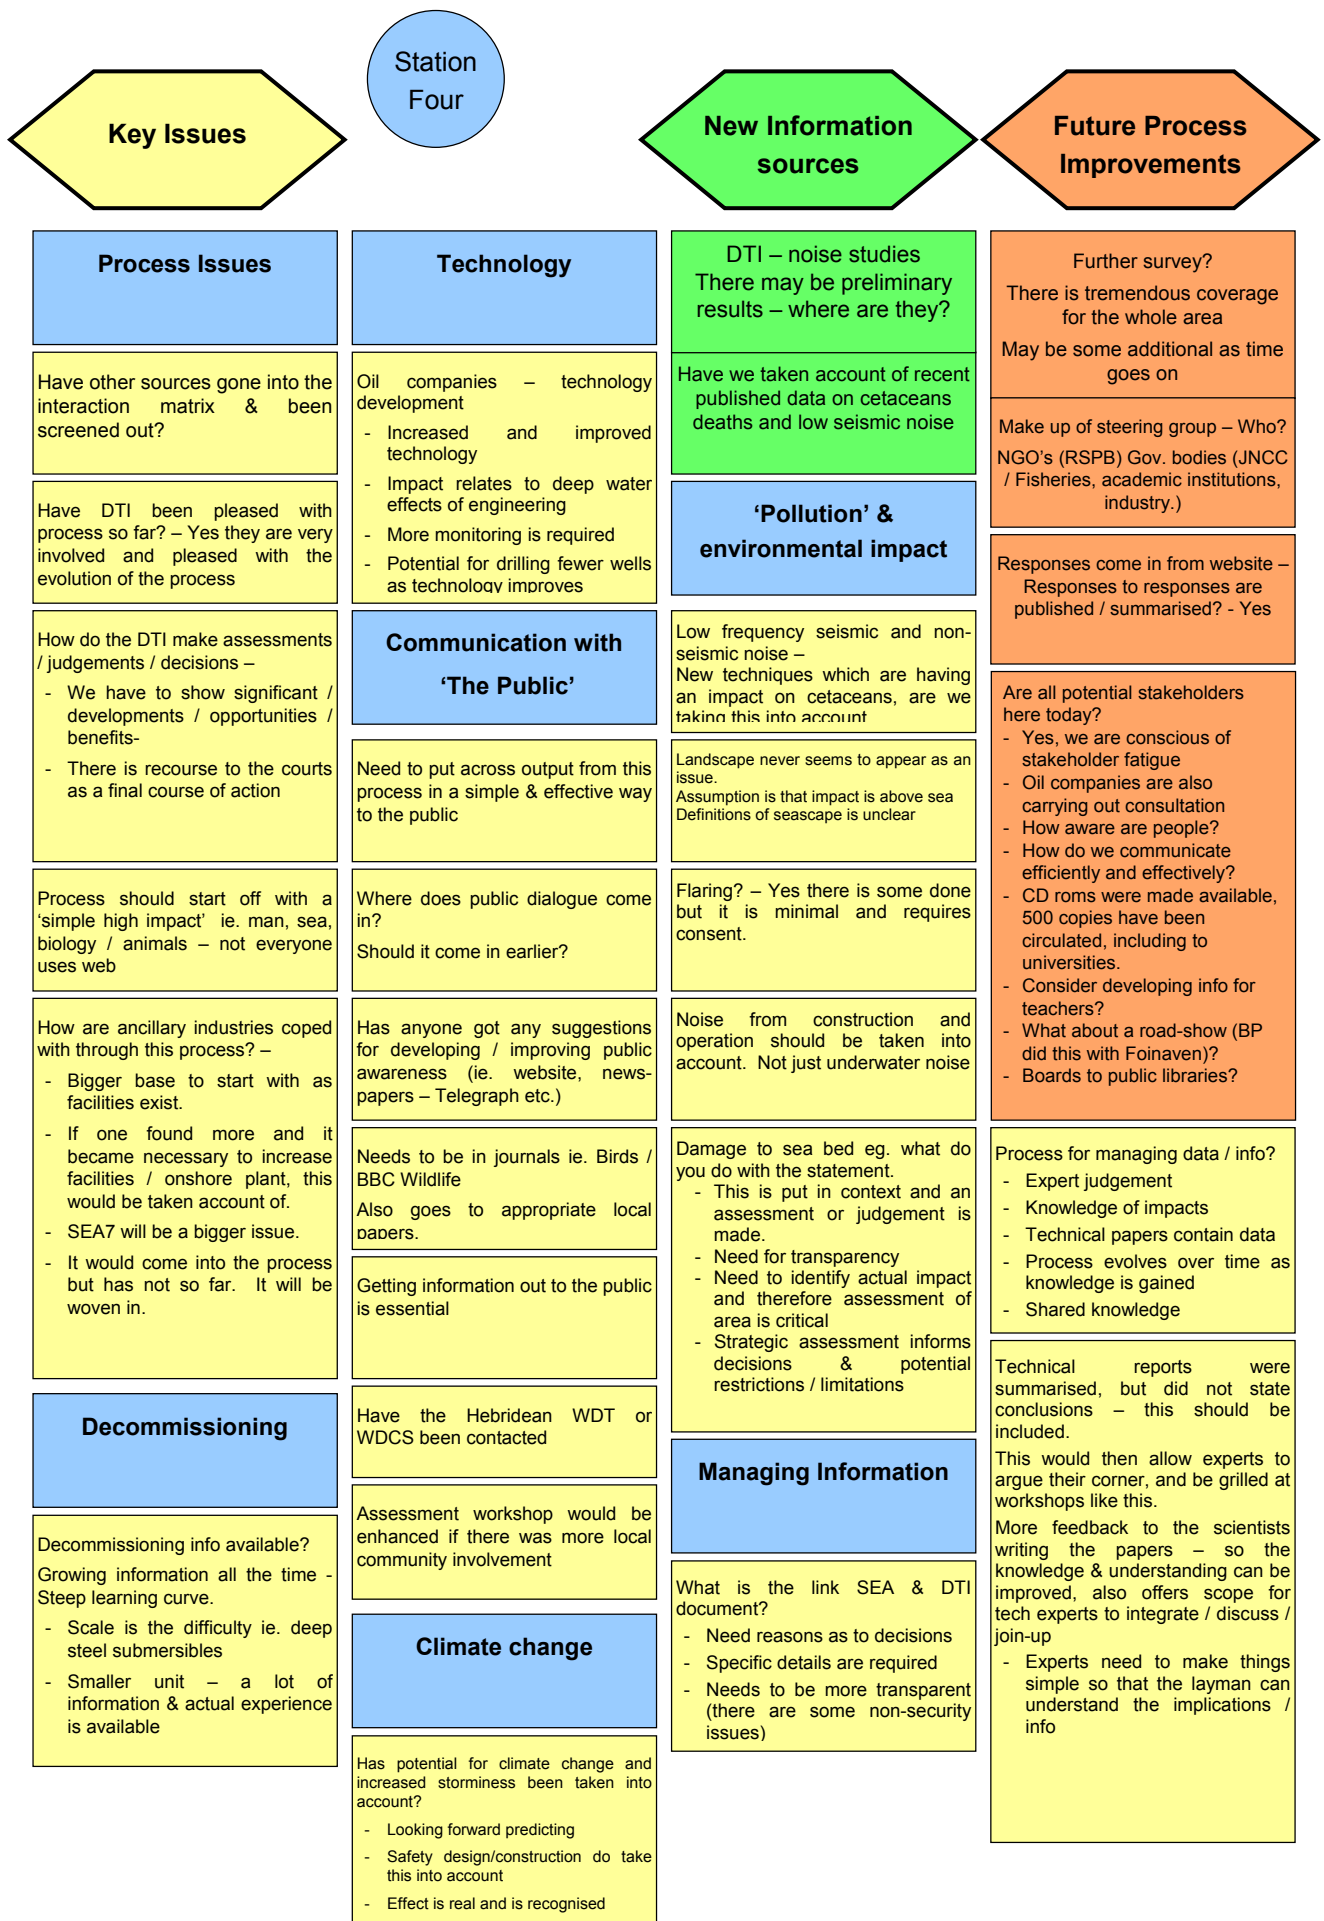 Station
Four
Key Issues
New Information
sources
Future Process
Improvements
Process Issues
Have other sources gone into the
interaction matrix & been
screened out?
Have DTI been pleased with
process so far? – Yes they are very
involved and pleased with the
evolution of the process
How do the DTI make assessments
/ judgements / decisions –
- We have to show significant /
developments / opportunities /
benefits-
- There is recourse to the courts
as a final course of action
Process should start off with a
‘simple high impact’ ie. man, sea,
biology / animals – not everyone
uses web
How are ancillary industries coped
with through this process? –
- Bigger base to start with as
facilities exist.
- If one found more and it
became necessary to increase
facilities / onshore plant, this
would be taken account of.
- SEA7 will be a bigger issue.
- It would come into the process
but has not so far. It will be
woven in.
Decommissioning
Decommissioning info available?
Growing information all the time -
Steep learning curve.
- Scale is the difficulty ie. deep
steel submersibles
- Smaller unit – a lot of
information & actual experience
is available
Technology
Oil companies – technology
development
- Increased and improved
technology
- Impact relates to deep water
effects of engineering
- More monitoring is required
- Potential for drilling fewer wells
as technology improves
Communication with
‘The Public’
Need to put across output from this
process in a simple & effective way
to the public
Where does public dialogue come
in?
Should it come in earlier?
Has anyone got any suggestions
for developing / improving public
awareness (ie. website, news-
papers – Telegraph etc.)
Needs to be in journals ie. Birds /
BBC Wildlife
Also goes to appropriate local
papers.
Getting information out to the public
is essential
Have the Hebridean WDT or
WDCS been contacted
Assessment workshop would be
enhanced if there was more local
community involvement
Climate change
Has potential for climate change and
increased storminess been taken into
account?
- Looking forward predicting
- Safety design/construction do take
this into account
- Effect is real and is recognised
DTI – noise studies
There may be preliminary
results – where are they?
Have we taken account of recent
published data on cetaceans
deaths and low seismic noise
‘Pollution’ &
environmental impact
Low frequency seismic and non-
seismic noise –
New techniques which are having
an impact on cetaceans, are we
taking this into account
Landscape never seems to appear as an
issue.
Assumption is that impact is above sea
Definitions of seascape is unclear
Flaring? – Yes there is some done
but it is minimal and requires
consent.
Noise from construction and
operation should be taken into
account. Not just underwater noise
Damage to sea bed eg. what do
you do with the statement.
- This is put in context and an
assessment or judgement is
made.
- Need for transparency
- Need to identify actual impact
and therefore assessment of
area is critical
- Strategic assessment informs
decisions & potential
restrictions / limitations
Managing Information
What is the link SEA & DTI
document?
- Need reasons as to decisions
- Specific details are required
- Needs to be more transparent
(there are some non-security
issues)
Further survey?
There is tremendous coverage
for the whole area
May be some additional as time
goes on
Make up of steering group – Who?
NGO’s (RSPB) Gov. bodies (JNCC
/ Fisheries, academic institutions,
industry.)
Responses come in from website –
Responses to responses are
published / summarised? - Yes
Are all potential stakeholders
here today?
- Yes, we are conscious of
stakeholder fatigue
- Oil companies are also
carrying out consultation
- How aware are people?
- How do we communicate
efficiently and effectively?
- CD roms were made available,
500 copies have been
circulated, including to
universities.
- Consider developing info for
teachers?
- What about a road-show (BP
did this with Foinaven)?
- Boards to public libraries?
Process for managing data / info?
- Expert judgement
- Knowledge of impacts
- Technical papers contain data
- Process evolves over time as
knowledge is gained
- Shared knowledge
Technical reports were
summarised, but did not state
conclusions – this should be
included.
This would then allow experts to
argue their corner, and be grilled at
workshops like this.
More feedback to the scientists
writing the papers – so the
knowledge & understanding can be
improved, also offers scope for
tech experts to integrate / discuss /
join-up
- Experts need to make things
simple so that the layman can
understand the implications /
info